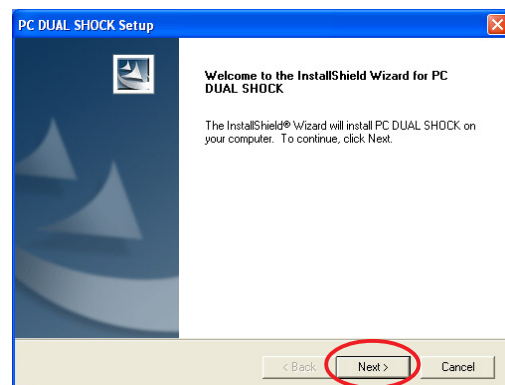 PC DUAL SHOCK Setup
Welcome to the InstallShield Wizard for PC
DUAL SHOCK
The InstallShield® Wizard will install PC DUAL SHOCK on
your computer. To continue, click Next.
< Back Next > Cancel